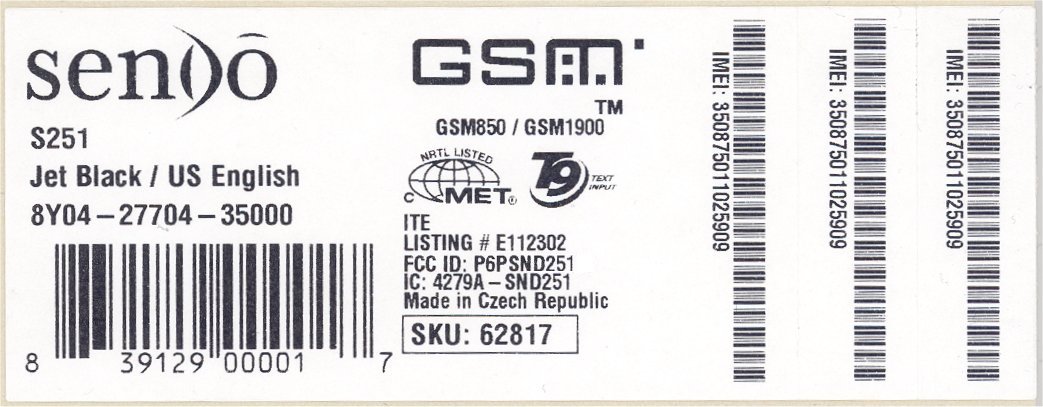 sendō
S251
Jet Black / US English
8Y04-27704-35000
8 39129 00001 7
GSM
TM
GSM850 / GSM1900
NRTL LISTED
C MET®
T9 TEXT INPUT
ITE
LISTING # E112302
FCC ID: P6PSND251
IC: 4279A-SND251
Made in Czech Republic
SKU: 62817
IMEI: 350875011025909
IMEI: 350875011025909
IMEI: 350875011025909